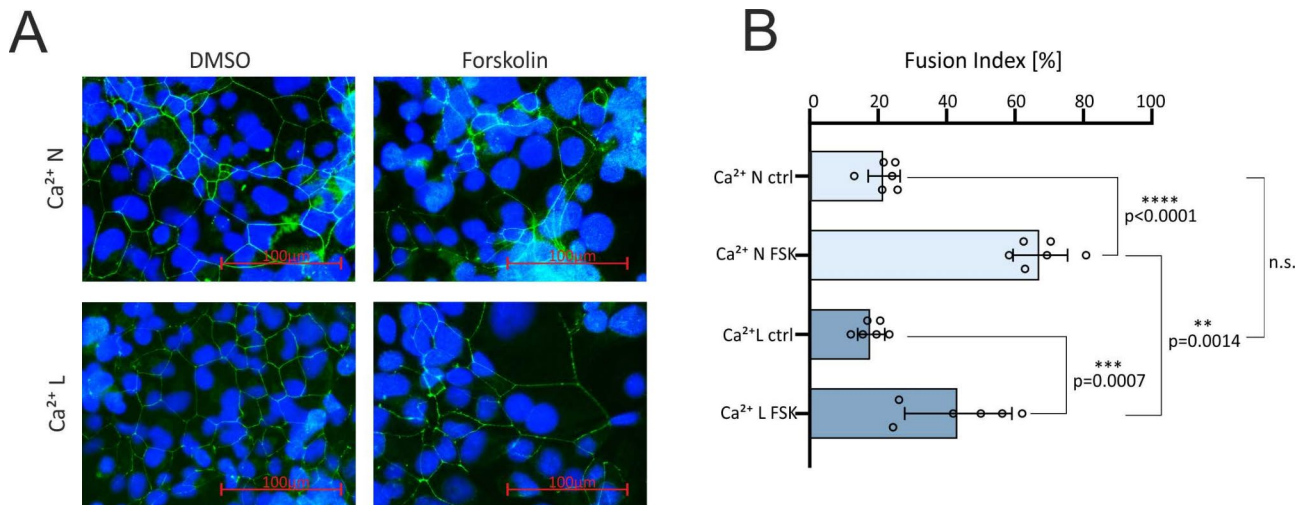 A
B
DMSO
Forskolin
Ca²⁺ N
Ca²⁺ L
100µm
100µm
100µm
100µm
Fusion Index [%]
0 20 40 60 80 100
Ca²⁺ N ctrl
Ca²⁺ N FSK
Ca²⁺L ctrl
Ca²⁺ L FSK
****
p<0.0001
**
p=0.0014
***
p=0.0007
n.s.